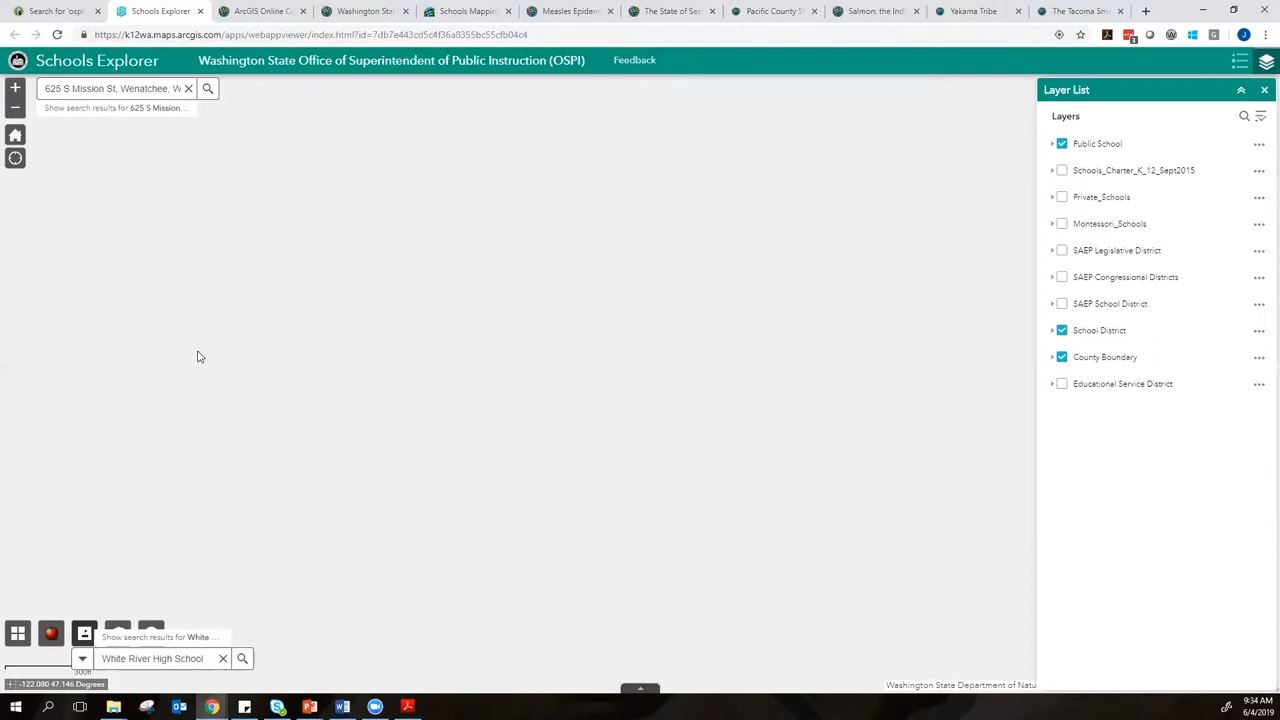 Search for 'ospi'
Schools Explorer
ArcGIS Online C
Washington Stat
Schools Mapping
Measles Epidem
The State of Sea
Pacific County S
Salmon: the Indi
Yakama Tribe
The Tacoma Sme
https://k12wa.maps.arcgis.com/apps/webappviewer/index.html?id=7db7e443cd5c4f36a8355bc55cfb04c4
Schools Explorer
Washington State Office of Superintendent of Public Instruction (OSPI)
Feedback
625 S Mission St, Wenatchee, W
Show search results for 625 S Mission...
Layer List
Layers
Public School
Schools_Charter_K_12_Sept2015
Private_Schools
Montessori_Schools
SAEP Legislative District
SAEP Congressional Districts
SAEP School District
School District
County Boundary
Educational Service District
Show search results for White ...
White River High School
300ft
-122.080 47.146 Degrees
Washington State Department of Natu
9:34 AM
6/4/2019